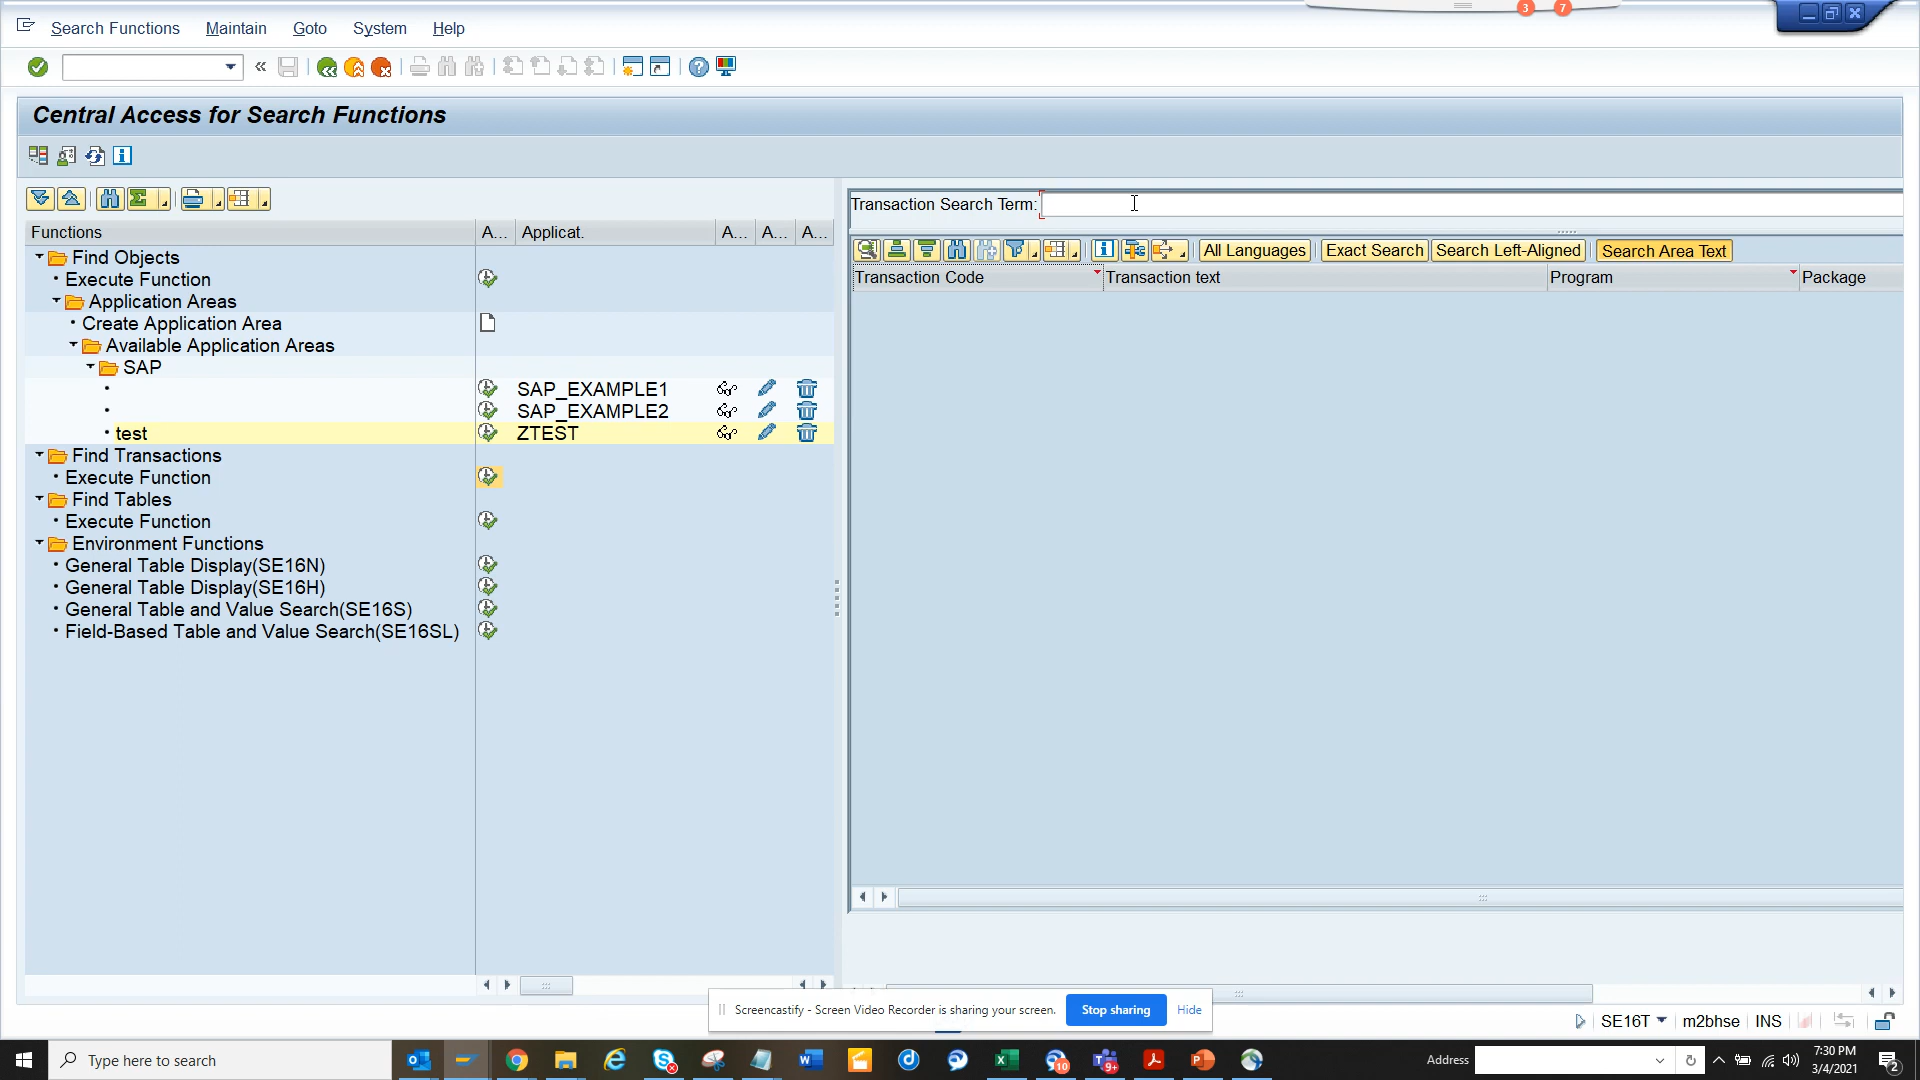 3 7
Search Functions Maintain Goto System Help
Central Access for Search Functions
Transaction Search Term:
Functions A... Applicat. A... A... A...
All Languages Exact Search Search Left-Aligned Search Area Text
Transaction Code Transaction text Program Package
Find Objects
Execute Function
Application Areas
Create Application Area
Available Application Areas
SAP
SAP_EXAMPLE1
SAP_EXAMPLE2
test ZTEST
Find Transactions
Execute Function
Find Tables
Execute Function
Environment Functions
General Table Display(SE16N)
General Table Display(SE16H)
General Table and Value Search(SE16S)
Field-Based Table and Value Search(SE16SL)
Screencastify - Screen Video Recorder is sharing your screen. Stop sharing Hide
SE16T m2bhse INS
Type here to search
10
9+
Address
7:30 PM
3/4/2021
2